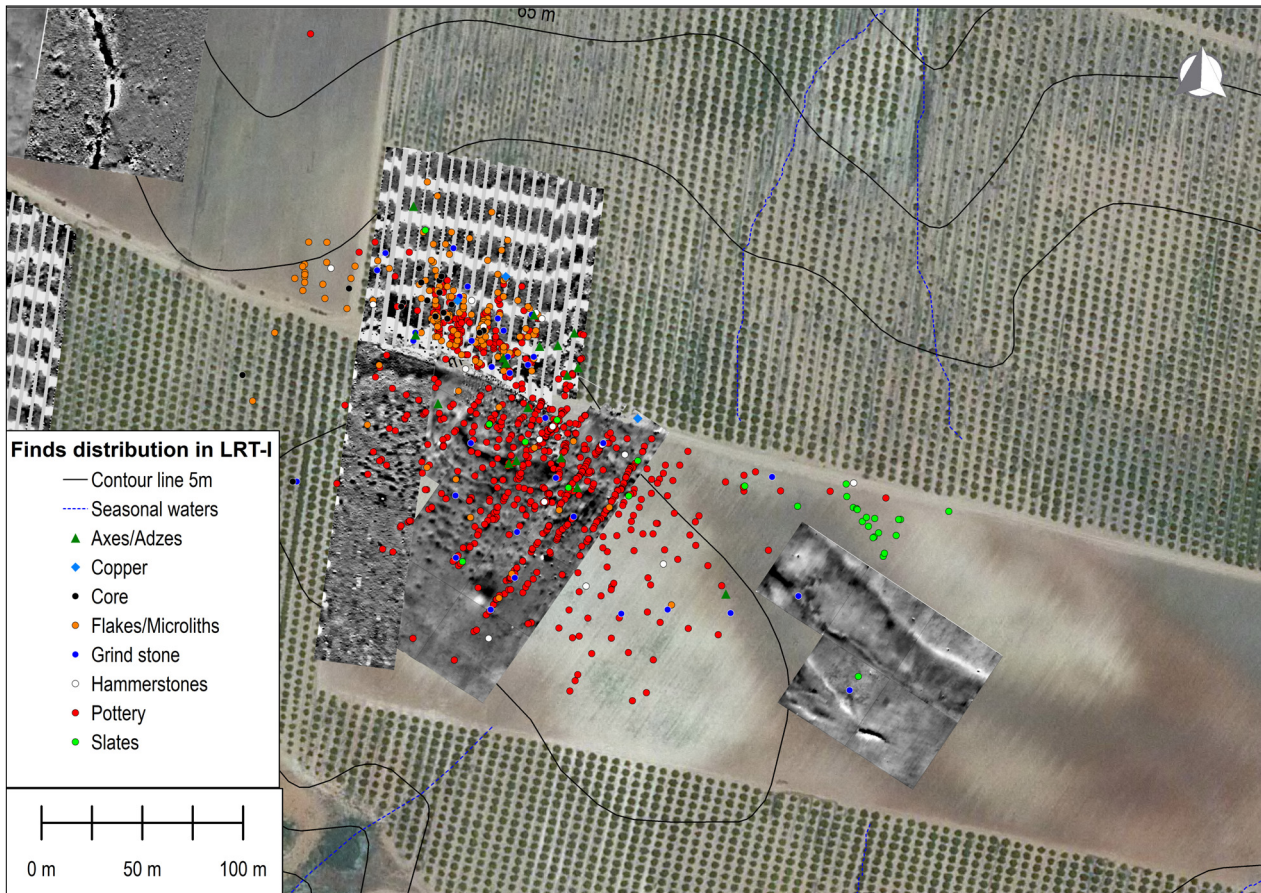 65 m
Finds distribution in LRT-I
Contour line 5m
Seasonal waters
Axes/Adzes
Copper
Core
Flakes/Microliths
Grind stone
Hammerstones
Pottery
Slates
0 m 50 m 100 m